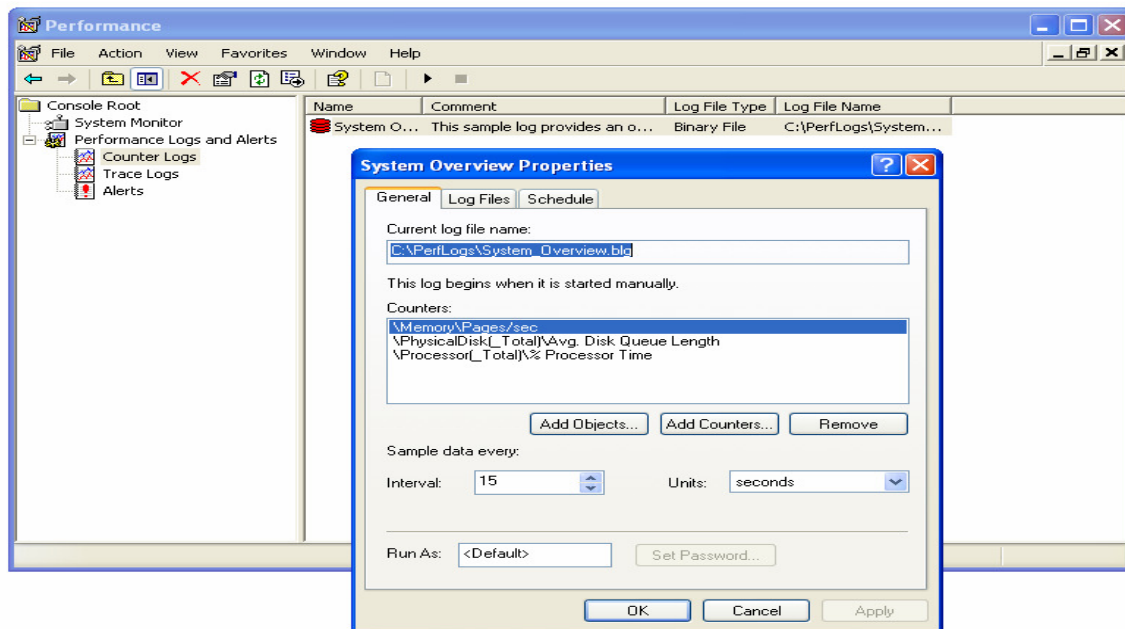 Performance
File Action View Favorites Window Help
Console Root
System Monitor
Performance Logs and Alerts
Counter Logs
Trace Logs
Alerts
Name Comment Log File Type Log File Name
System O... This sample log provides an o... Binary File C:\PerfLogs\System...
System Overview Properties
General Log Files Schedule
Current log file name:
C:\PerfLogs\System_Overview.blg
This log begins when it is started manually.
Counters:
\Memory\Pages/sec
\PhysicalDisk(_Total)\Avg. Disk Queue Length
\Processor(_Total)\% Processor Time
Add Objects... Add Counters... Remove
Sample data every:
Interval: 15 Units: seconds
Run As: <Default> Set Password...
OK Cancel Apply